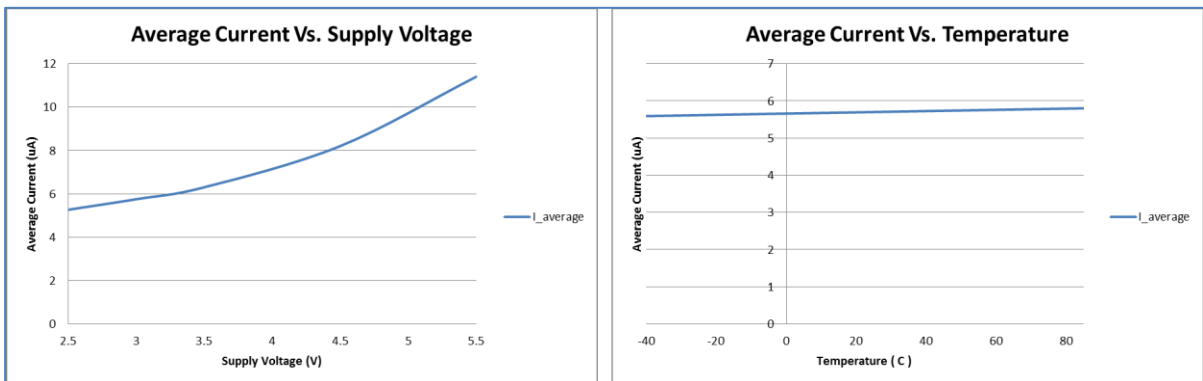 Average Current Vs. Supply Voltage
12
10
8
6
4
2
0
Average Current (uA)
2.5 3 3.5 4 4.5 5 5.5
Supply Voltage (V)
I_average
Average Current Vs. Temperature
7
6
5
4
3
2
1
0
Average Current (uA)
-40 -20 0 20 40 60 80
Temperature ( C )
I_average